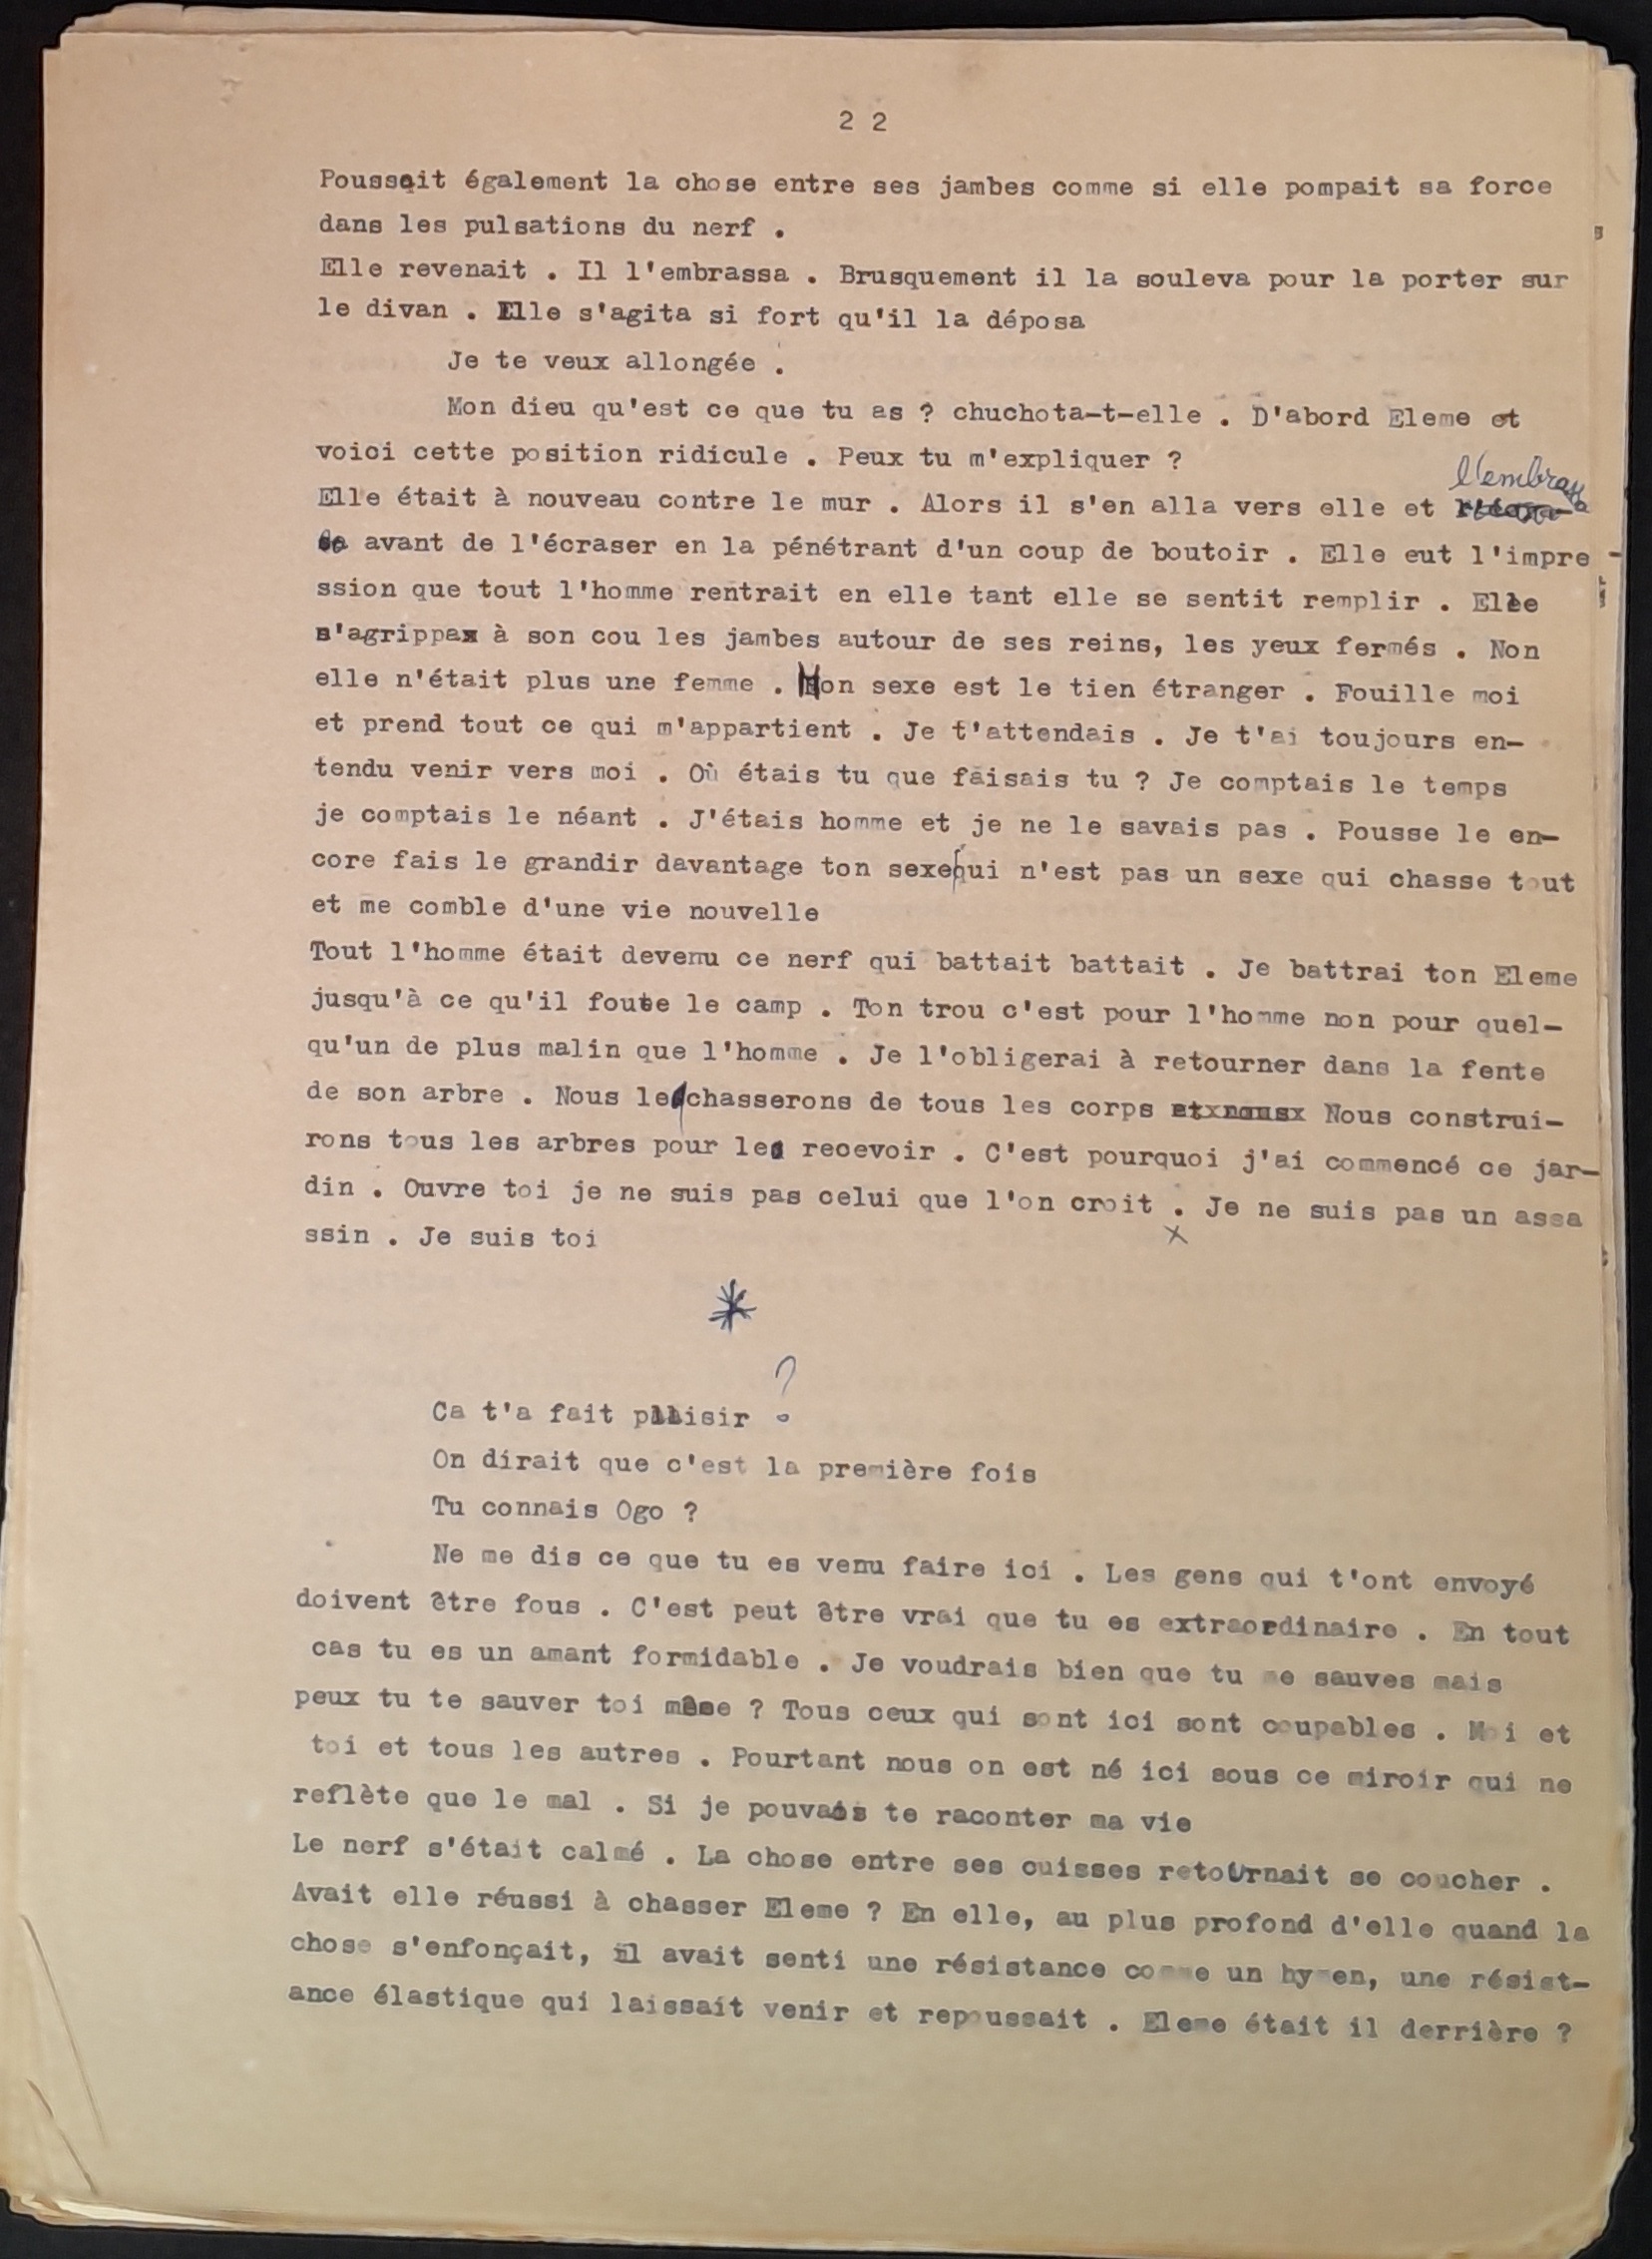 2 2
Poussait également la chose entre ses jambes comme si elle pompait sa force
dans les pulsations du nerf .
Elle revenait . Il l'embrassa . Brusquement il la souleva pour la porter sur
le divan . Elle s'agita si fort qu'il la déposa
Je te veux allongée .
Mon dieu qu'est ce que tu as ? chuchota-t-elle . D'abord Eleme et
voici cette position ridicule . Peux tu m'expliquer ?
l'embrassa
Elle était à nouveau contre le mur . Alors il s'en alla vers elle et
avant de l'écraser en la pénétrant d'un coup de boutoir . Elle eut l'impre-
ssion que tout l'homme rentrait en elle tant elle se sentit remplir . Elle
s'agrippa à son cou les jambes autour de ses reins, les yeux fermés . Non
elle n'était plus une femme . Mon sexe est le tien étranger . Fouille moi
et prend tout ce qui m'appartient . Je t'attendais . Je t'ai toujours en-
tendu venir vers moi . Où étais tu que faisais tu ? Je comptais le temps
je comptais le néant . J'étais homme et je ne le savais pas . Pousse le en-
core fais le grandir davantage ton sexe qui n'est pas un sexe qui chasse tout
et me comble d'une vie nouvelle
Tout l'homme était devenu ce nerf qui battait battait . Je battrai ton Eleme
jusqu'à ce qu'il foute le camp . Ton trou c'est pour l'homme non pour quel-
qu'un de plus malin que l'homme . Je l'obligerai à retourner dans la fente
de son arbre . Nous le chasserons de tous les corps etxnousx Nous construi-
rons tous les arbres pour le recevoir . C'est pourquoi j'ai commencé ce jar-
din . Ouvre toi je ne suis pas celui que l'on croit . Je ne suis pas un assa
ssin . Je suis toi
x
*
Ca t'a fait plaisir ?
On dirait que c'est la première fois
Tu connais Ogo ?
Ne me dis ce que tu es venu faire ici . Les gens qui t'ont envoyé
doivent être fous . C'est peut être vrai que tu es extraordinaire . En tout
cas tu es un amant formidable . Je voudrais bien que tu me sauves mais
peux tu te sauver toi même ? Tous ceux qui sont ici sont coupables . Moi et
toi et tous les autres . Pourtant nous on est né ici sous ce miroir qui ne
reflète que le mal . Si je pouvais te raconter ma vie
Le nerf s'était calmé . La chose entre ses cuisses retournait se coucher .
Avait elle réussi à chasser Eleme ? En elle, au plus profond d'elle quand la
chose s'enfonçait, il avait senti une résistance comme un hymen, une résist-
ance élastique qui laissait venir et repoussait . Eleme était il derrière ?